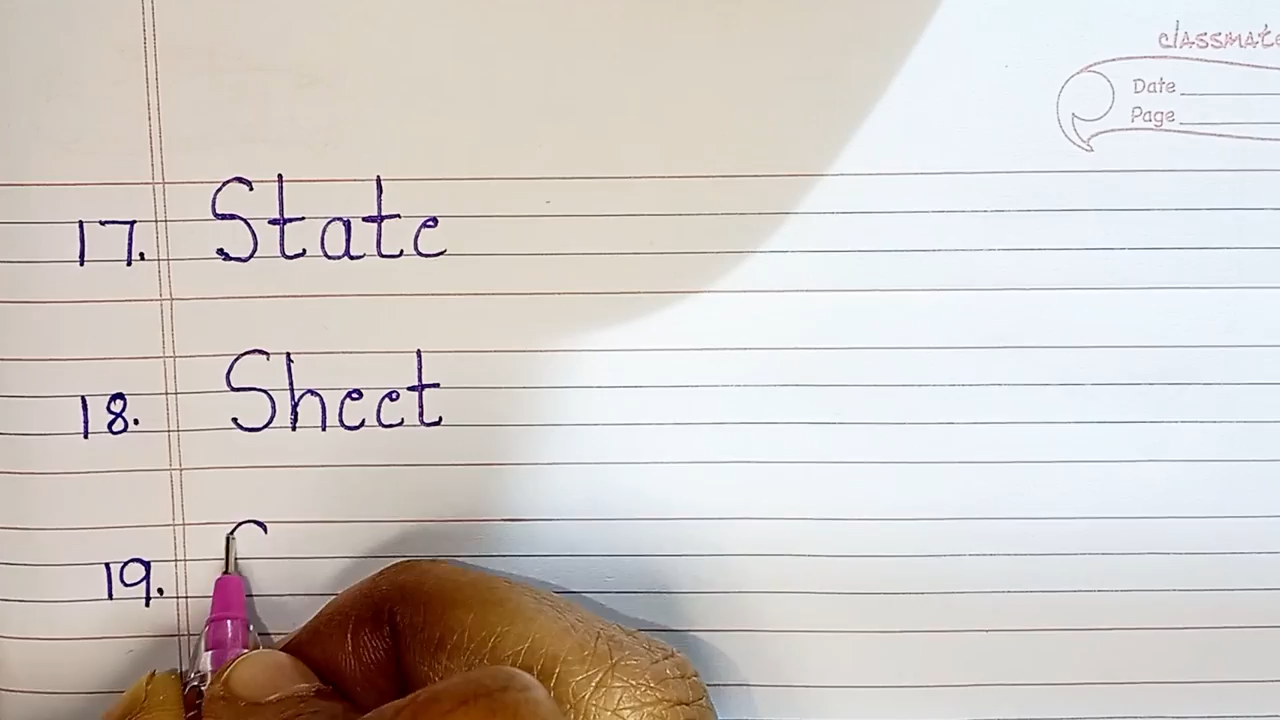 classmate
Date
Page
17. State
18. Sheet
19.